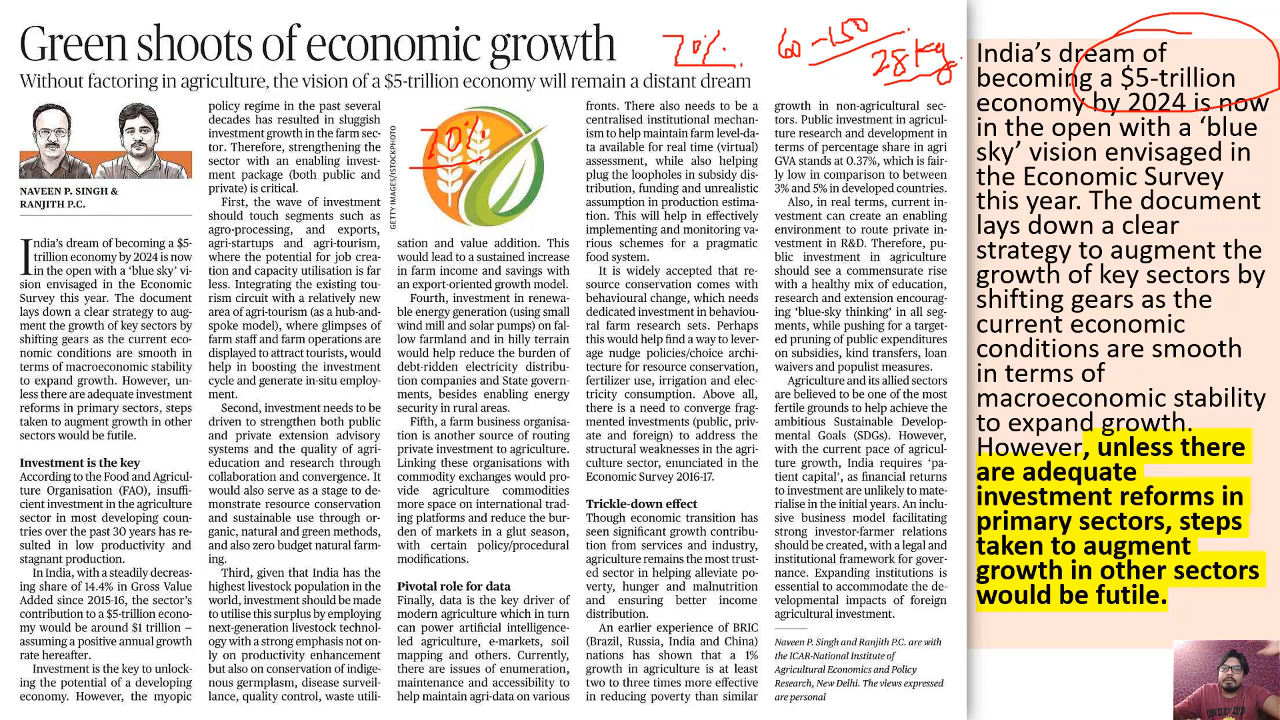 Green shoots of economic growth
70%.
60 - 150
28 Kg.
Without factoring in agriculture, the vision of a $5-trillion economy will remain a distant dream
NAVEEN P. SINGH &
RANJITH P.C.
India's dream of becoming a $5-
trillion economy by 2024 is now
in the open with a 'blue sky' vi-
sion envisaged in the Economic
Survey this year. The document
lays down a clear strategy to aug-
ment the growth of key sectors by
shifting gears as the current eco-
nomic conditions are smooth in
terms of macroeconomic stability
to expand growth. However, un-
less there are adequate investment
reforms in primary sectors, steps
taken to augment growth in other
sectors would be futile.
Investment is the key
According to the Food and Agricul-
ture Organisation (FAO), insuffi-
cient investment in the agriculture
sector in most developing coun-
tries over the past 30 years has re-
sulted in low productivity and
stagnant production.
In India, with a steadily decreas-
ing share of 14.4% in Gross Value
Added since 2015-16, the sector's
contribution to a $5-trillion econo-
my would be around $1 trillion –
assuming a positive annual growth
rate hereafter.
Investment is the key to unlock-
ing the potential of a developing
economy. However, the myopic
policy regime in the past several
decades has resulted in sluggish
investment growth in the farm sec-
tor. Therefore, strengthening the
sector with an enabling invest-
ment package (both public and
private) is critical.
First, the wave of investment
should touch segments such as
agro-processing, and exports,
agri-startups and agri-tourism,
where the potential for job crea-
tion and capacity utilisation is far
less. Integrating the existing tou-
rism circuit with a relatively new
area of agri-tourism (as a hub-and-
spoke model), where glimpses of
farm staff and farm operations are
displayed to attract tourists, would
help in boosting the investment
cycle and generate in-situ employ-
ment.
Second, investment needs to be
driven to strengthen both public
and private extension advisory
systems and the quality of agri-
education and research through
collaboration and convergence. It
would also serve as a stage to de-
monstrate resource conservation
and sustainable use through or-
ganic, natural and green methods,
and also zero budget natural farm-
ing.
Third, given that India has the
highest livestock population in the
world, investment should be made
to utilise this surplus by employing
next-generation livestock technol-
ogy with a strong emphasis not on-
ly on productivity enhancement
but also on conservation of indige-
nous germplasm, disease surveil-
lance, quality control, waste utili-
GETTY IMAGES/ISTOCKPHOTO
70%
sation and value addition. This
would lead to a sustained increase
in farm income and savings with
an export-oriented growth model.
Fourth, investment in renewa-
ble energy generation (using small
wind mill and solar pumps) on fal-
low farmland and in hilly terrain
would help reduce the burden of
debt-ridden electricity distribu-
tion companies and State govern-
ments, besides enabling energy
security in rural areas.
Fifth, a farm business organisa-
tion is another source of routing
private investment to agriculture.
Linking these organisations with
commodity exchanges would pro-
vide agriculture commodities
more space on international trad-
ing platforms and reduce the bur-
den of markets in a glut season,
with certain policy/procedural
modifications.
Pivotal role for data
Finally, data is the key driver of
modern agriculture which in turn
can power artificial intelligence-
led agriculture, e-markets, soil
mapping and others. Currently,
there are issues of enumeration,
maintenance and accessibility to
help maintain agri-data on various
fronts. There also needs to be a
centralised institutional mechan-
ism to help maintain farm level-da-
ta available for real time (virtual)
assessment, while also helping
plug the loopholes in subsidy dis-
tribution, funding and unrealistic
assumption in production estima-
tion. This will help in effectively
implementing and monitoring va-
rious schemes for a pragmatic
food system.
It is widely accepted that re-
source conservation comes with
behavioural change, which needs
dedicated investment in behaviou-
ral farm research sets. Perhaps
this would help find a way to lever-
age nudge policies/choice archi-
tecture for resource conservation,
fertilizer use, irrigation and elec-
tricity consumption. Above all,
there is a need to converge frag-
mented investments (public, priv-
ate and foreign) to address the
structural weaknesses in the agri-
culture sector, enunciated in the
Economic Survey 2016-17.
Trickle-down effect
Though economic transition has
seen significant growth contribu-
tion from services and industry,
agriculture remains the most trust-
ed sector in helping alleviate po-
verty, hunger and malnutrition
and ensuring better income
distribution.
An earlier experience of BRIC
(Brazil, Russia, India and China)
nations has shown that a 1%
growth in agriculture is at least
two to three times more effective
in reducing poverty than similar
growth in non-agricultural sec-
tors. Public investment in agricul-
ture research and development in
terms of percentage share in agri
GVA stands at 0.37%, which is fair-
ly low in comparison to between
3% and 5% in developed countries.
Also, in real terms, current in-
vestment can create an enabling
environment to route private in-
vestment in R&D. Therefore, pu-
blic investment in agriculture
should see a commensurate rise
with a healthy mix of education,
research and extension encourag-
ing 'blue-sky thinking' in all seg-
ments, while pushing for a target-
ed pruning of public expenditures
on subsidies, kind transfers, loan
waivers and populist measures.
Agriculture and its allied sectors
are believed to be one of the most
fertile grounds to help achieve the
ambitious Sustainable Develop-
mental Goals (SDGs). However,
with the current pace of agricul-
ture growth, India requires 'pa-
tient capital', as financial returns
to investment are unlikely to mate-
rialise in the initial years. An inclu-
sive business model facilitating
strong investor-farmer relations
should be created, with a legal and
institutional framework for gover-
nance. Expanding institutions is
essential to accommodate the de-
velopmental impacts of foreign
agricultural investment.
Naveen P. Singh and Ranjith P.C. are with
the ICAR-National Institute of
Agricultural Economics and Policy
Research, New Delhi. The views expressed
are personal
India's dream of
becoming a $5-trillion
economy by 2024 is now
in the open with a 'blue
sky' vision envisaged in
the Economic Survey
this year. The document
lays down a clear
strategy to augment the
growth of key sectors by
shifting gears as the
current economic
conditions are smooth
in terms of
macroeconomic stability
to expand growth.
However, unless there
are adequate
investment reforms in
primary sectors, steps
taken to augment
growth in other sectors
would be futile.